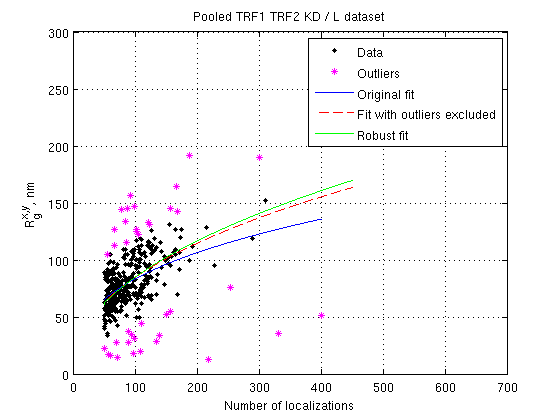 Pooled TRF1 TRF2 KD / L dataset
300
250
200
150
100
50
0
R_g^{x,y}, nm
Data
Outliers
Original fit
Fit with outliers excluded
Robust fit
0 100 200 300 400 500 600 700
Number of localizations